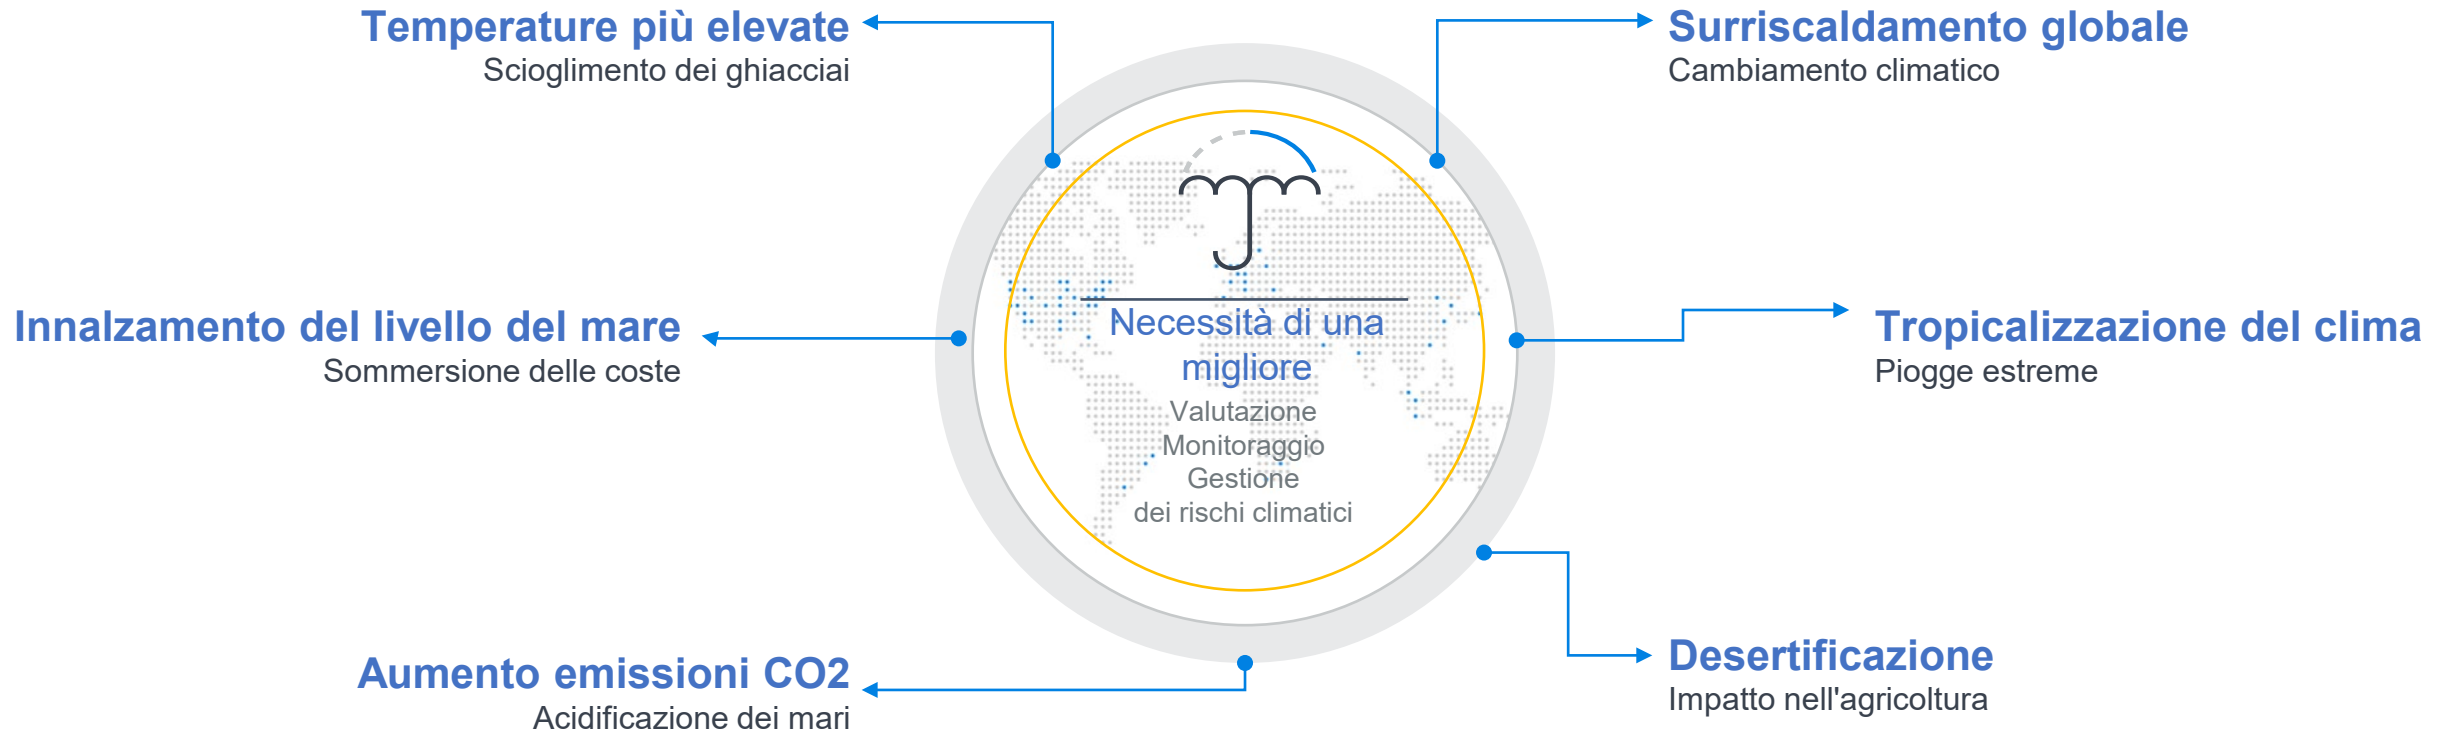 Temperature più elevate
Scioglimento dei ghiacciai
Surriscaldamento globale
Cambiamento climatico
Innalzamento del livello del mare
Sommersione delle coste
Necessità di una
migliore
Valutazione
Monitoraggio
Gestione
dei rischi climatici
Tropicalizzazione del clima
Piogge estreme
Aumento emissioni CO2
Acidificazione dei mari
Desertificazione
Impatto nell'agricoltura